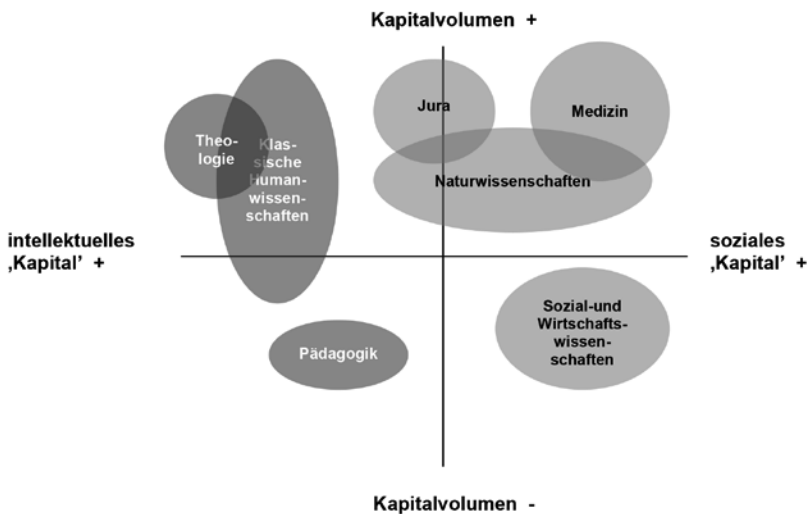 Kapitalvolumen +
Jura
Medizin
Theo-
logie
Klas-
sische
Human-
wissen-
schaften
Naturwissenschaften
intellektuelles
‚Kapital’ +
soziales
‚Kapital’ +
Sozial-und
Wirtschafts-
wissen-
schaften
Pädagogik
Kapitalvolumen -